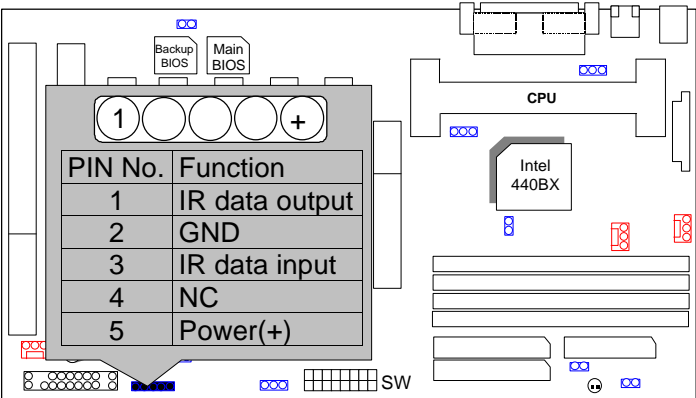 Backup
BIOS
Main
BIOS
CPU
1
+
Intel
440BX
PIN No. Function
1 IR data output
2 GND
3 IR data input
4 NC
5 Power(+)
SW